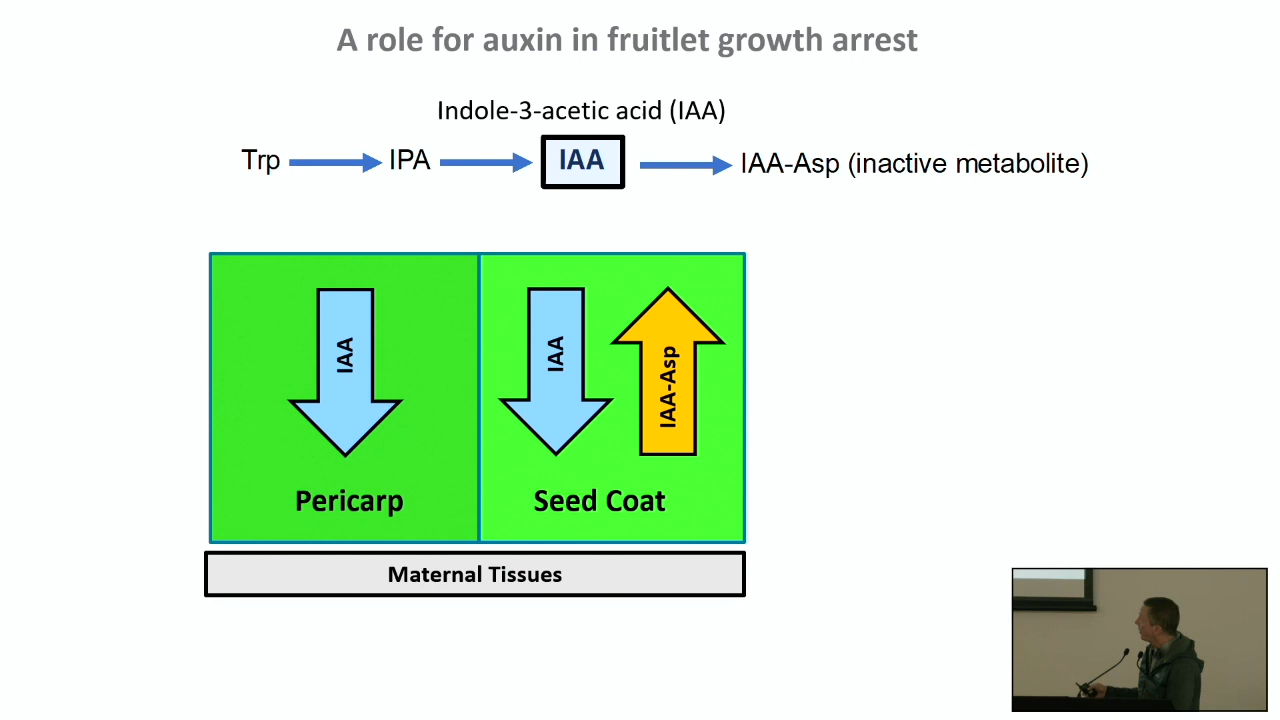 A role for auxin in fruitlet growth arrest
Indole-3-acetic acid (IAA)
Trp IPA IAA IAA-Asp (inactive metabolite)
IAA IAA IAA-Asp
Pericarp Seed Coat
Maternal Tissues